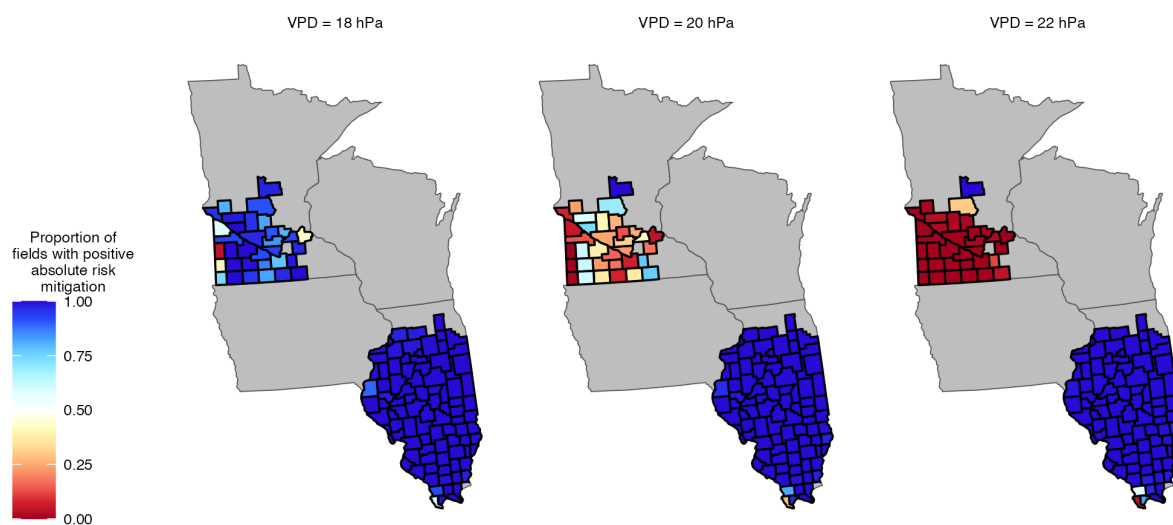 VPD = 18 hPa
VPD = 20 hPa
VPD = 22 hPa
Proportion of
fields with positive
absolute risk
mitigation
1.00
0.75
0.50
0.25
0.00